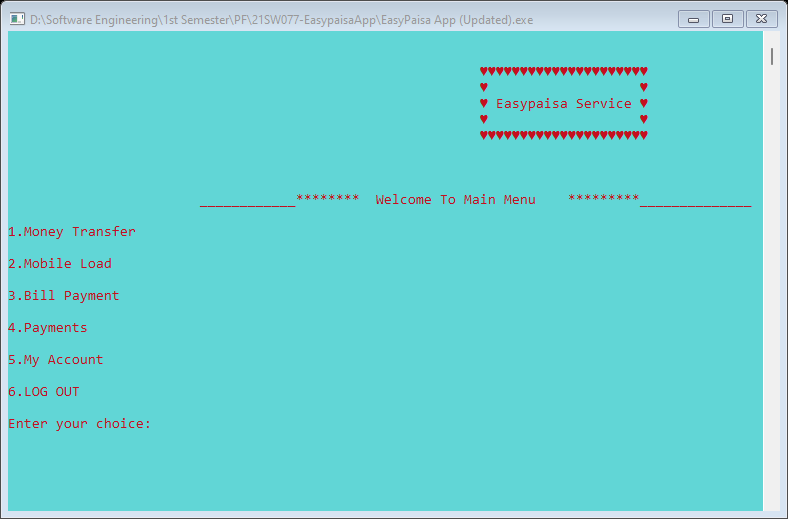 D:\Software Engineering\1st Semester\PF\21SW077-EasypaisaApp\EasyPaisa App (Updated).exe
♥♥♥♥♥♥♥♥♥♥♥♥♥♥♥♥♥♥♥♥♥
♥ ♥
♥ Easypaisa Service ♥
♥ ♥
♥♥♥♥♥♥♥♥♥♥♥♥♥♥♥♥♥♥♥♥♥
____________******** Welcome To Main Menu *********______________
1.Money Transfer
2.Mobile Load
3.Bill Payment
4.Payments
5.My Account
6.LOG OUT
Enter your choice: